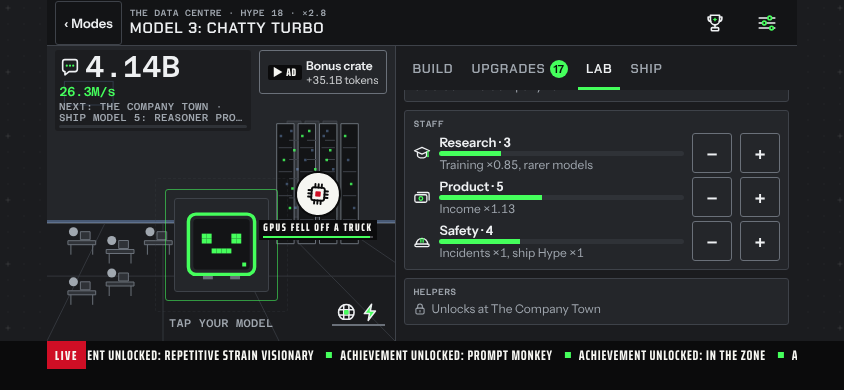 ‹ Modes
THE DATA CENTRE · HYPE 18 · ×2.8
MODEL 3: CHATTY TURBO
4.14B
26.3M/s
NEXT: THE COMPANY TOWN ·
SHIP MODEL 5: REASONER PRO…
AD
Bonus crate
+35.1B tokens
GPUS FELL OFF A TRUCK
TAP YOUR MODEL
BUILD UPGRADES 17 LAB SHIP
STAFF
Research · 3
Training ×0.85, rarer models
Product · 5
Income ×1.13
Safety · 4
Incidents ×1, ship Hype ×1
HELPERS
Unlocks at The Company Town
LIVE ENT UNLOCKED: REPETITIVE STRAIN VISIONARY ACHIEVEMENT UNLOCKED: PROMPT MONKEY ACHIEVEMENT UNLOCKED: IN THE ZONE A